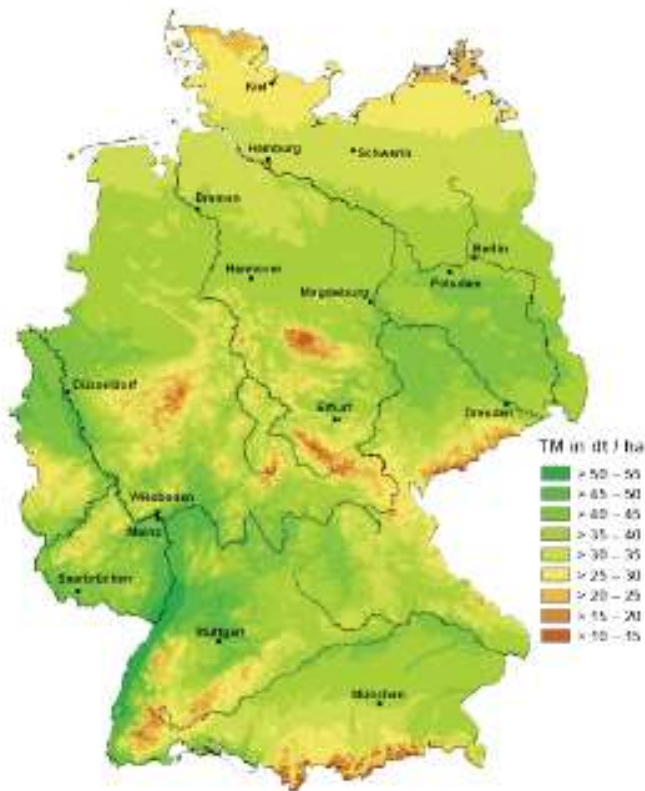 Kiel
Hamburg
Schwerin
Bremen
Berlin
Hannover
Potsdam
Magdeburg
Düsseldorf
Erfurt
Dresden
TM in dt / ha
> 50 – 55
> 45 – 50
> 40 – 45
> 35 – 40
> 30 – 35
> 25 – 30
> 20 – 25
> 15 – 20
> 10 – 15
Wiesbaden
Mainz
Saarbrücken
Stuttgart
München